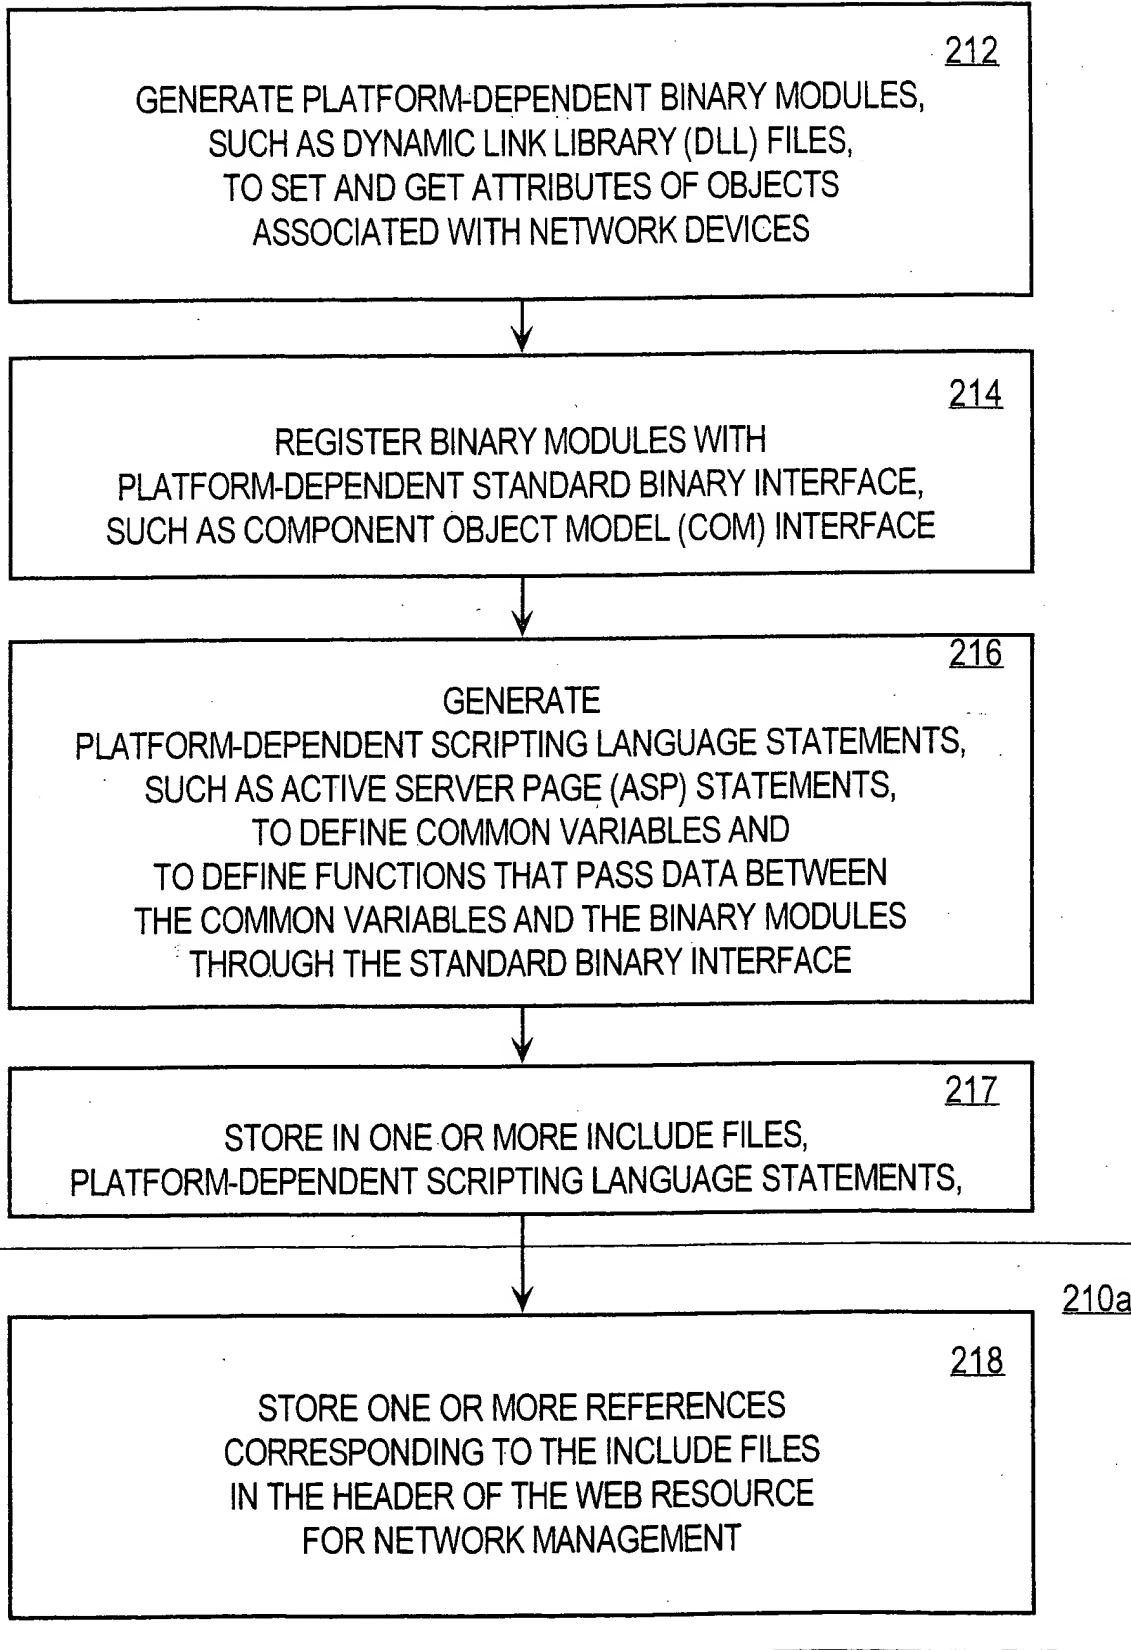 212
GENERATE PLATFORM-DEPENDENT BINARY MODULES,
SUCH AS DYNAMIC LINK LIBRARY (DLL) FILES,
TO SET AND GET ATTRIBUTES OF OBJECTS
ASSOCIATED WITH NETWORK DEVICES
214
REGISTER BINARY MODULES WITH
PLATFORM-DEPENDENT STANDARD BINARY INTERFACE,
SUCH AS COMPONENT OBJECT MODEL (COM) INTERFACE
216
GENERATE
PLATFORM-DEPENDENT SCRIPTING LANGUAGE STATEMENTS,
SUCH AS ACTIVE SERVER PAGE (ASP) STATEMENTS,
TO DEFINE COMMON VARIABLES AND
TO DEFINE FUNCTIONS THAT PASS DATA BETWEEN
THE COMMON VARIABLES AND THE BINARY MODULES
THROUGH THE STANDARD BINARY INTERFACE
217
STORE IN ONE OR MORE INCLUDE FILES,
PLATFORM-DEPENDENT SCRIPTING LANGUAGE STATEMENTS,
210a
218
STORE ONE OR MORE REFERENCES
CORRESPONDING TO THE INCLUDE FILES
IN THE HEADER OF THE WEB RESOURCE
FOR NETWORK MANAGEMENT